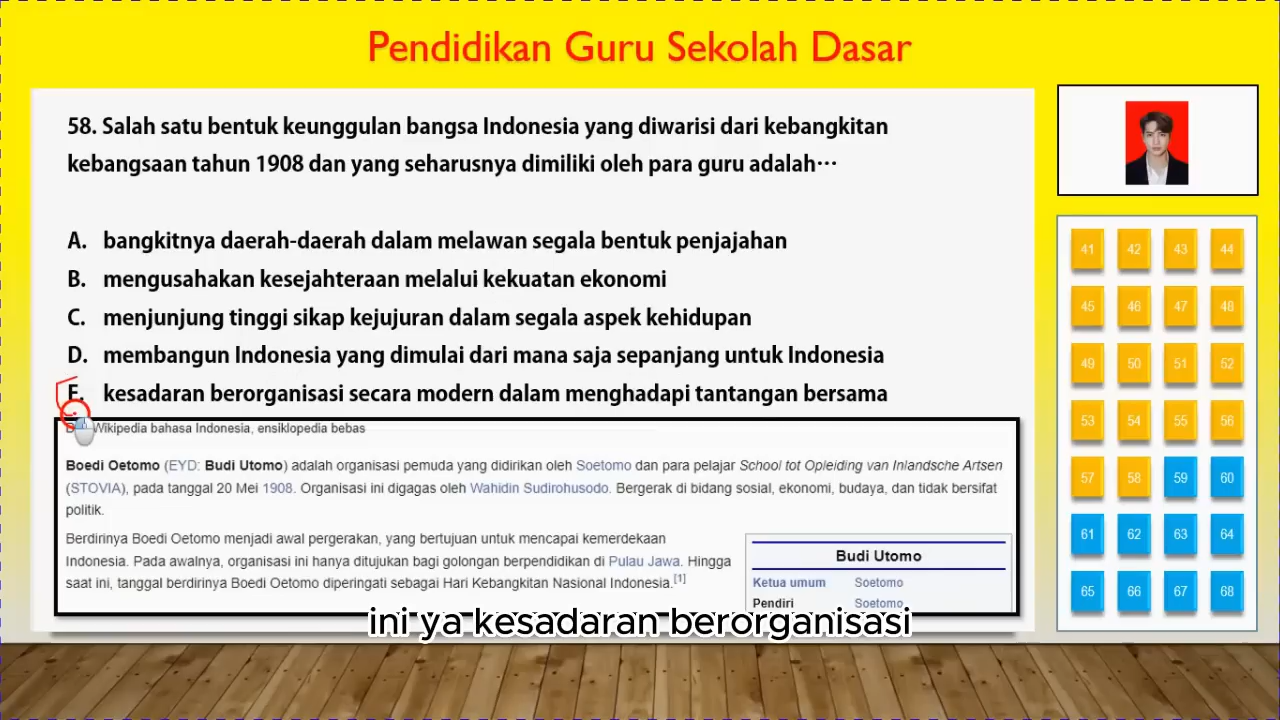 Pendidikan Guru Sekolah Dasar
58. Salah satu bentuk keunggulan bangsa Indonesia yang diwarisi dari kebangkitan
kebangsaan tahun 1908 dan yang seharusnya dimiliki oleh para guru adalah…
A. bangkitnya daerah-daerah dalam melawan segala bentuk penjajahan
B. mengusahakan kesejahteraan melalui kekuatan ekonomi
C. menjunjung tinggi sikap kejujuran dalam segala aspek kehidupan
D. membangun Indonesia yang dimulai dari mana saja sepanjang untuk Indonesia
E. kesadaran berorganisasi secara modern dalam menghadapi tantangan bersama
Wikipedia bahasa Indonesia, ensiklopedia bebas
Boedi Oetomo (EYD: Budi Utomo) adalah organisasi pemuda yang didirikan oleh Soetomo dan para pelajar School tot Opleiding van Inlandsche Artsen
(STOVIA), pada tanggal 20 Mei 1908. Organisasi ini digagas oleh Wahidin Sudirohusodo. Bergerak di bidang sosial, ekonomi, budaya, dan tidak bersifat
politik.
Berdirinya Boedi Oetomo menjadi awal pergerakan, yang bertujuan untuk mencapai kemerdekaan
Indonesia. Pada awalnya, organisasi ini hanya ditujukan bagi golongan berpendidikan di Pulau Jawa. Hingga
saat ini, tanggal berdirinya Boedi Oetomo diperingati sebagai Hari Kebangkitan Nasional Indonesia.[1]
Budi Utomo
Ketua umum Soetomo
Pendiri Soetomo
ini ya kesadaran berorganisasi
41 42 43 44
45 46 47 48
49 50 51 52
53 54 55 56
57 58 59 60
61 62 63 64
65 66 67 68